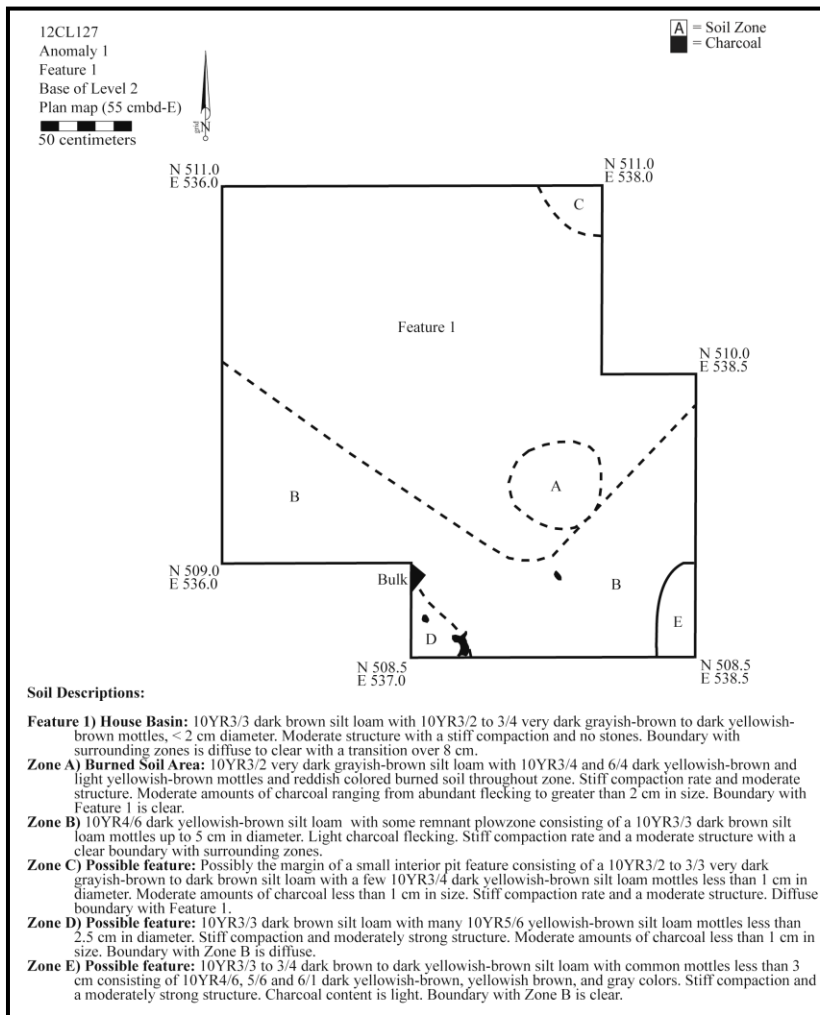 12CL127
Anomaly 1
Feature 1
Base of Level 2
Plan map (55 cmbd-E)
50 centimeters
grid
N
A = Soil Zone
= Charcoal
N 511.0
E 536.0
N 511.0
E 538.0
C
Feature 1
N 510.0
E 538.5
A
B
N 509.0
E 536.0
Bulk
B
E
D
N 508.5
E 537.0
N 508.5
E 538.5
Soil Descriptions:
Feature 1) House Basin: 10YR3/3 dark brown silt loam with 10YR3/2 to 3/4 very dark grayish-brown to dark yellowish-
brown mottles, < 2 cm diameter. Moderate structure with a stiff compaction and no stones. Boundary with
surrounding zones is diffuse to clear with a transition over 8 cm.
Zone A) Burned Soil Area: 10YR3/2 very dark grayish-brown silt loam with 10YR3/4 and 6/4 dark yellowish-brown and
light yellowish-brown mottles and reddish colored burned soil throughout zone. Stiff compaction rate and moderate
structure. Moderate amounts of charcoal ranging from abundant flecking to greater than 2 cm in size. Boundary with
Feature 1 is clear.
Zone B) 10YR4/6 dark yellowish-brown silt loam with some remnant plowzone consisting of a 10YR3/3 dark brown silt
loam mottles up to 5 cm in diameter. Light charcoal flecking. Stiff compaction rate and a moderate structure with a
clear boundary with surrounding zones.
Zone C) Possible feature: Possibly the margin of a small interior pit feature consisting of a 10YR3/2 to 3/3 very dark
grayish-brown to dark brown silt loam with a few 10YR3/4 dark yellowish-brown silt loam mottles less than 1 cm in
diameter. Moderate amounts of charcoal less than 1 cm in size. Stiff compaction rate and a moderate structure. Diffuse
boundary with Feature 1.
Zone D) Possible feature: 10YR3/3 dark brown silt loam with many 10YR5/6 yellowish-brown silt loam mottles less than
2.5 cm in diameter. Stiff compaction and moderately strong structure. Moderate amounts of charcoal less than 1 cm in
size. Boundary with Zone B is diffuse.
Zone E) Possible feature: 10YR3/3 to 3/4 dark brown to dark yellowish-brown silt loam with common mottles less than 3
cm consisting of 10YR4/6, 5/6 and 6/1 dark yellowish-brown, yellowish brown, and gray colors. Stiff compaction and
a moderately strong structure. Charcoal content is light. Boundary with Zone B is clear.